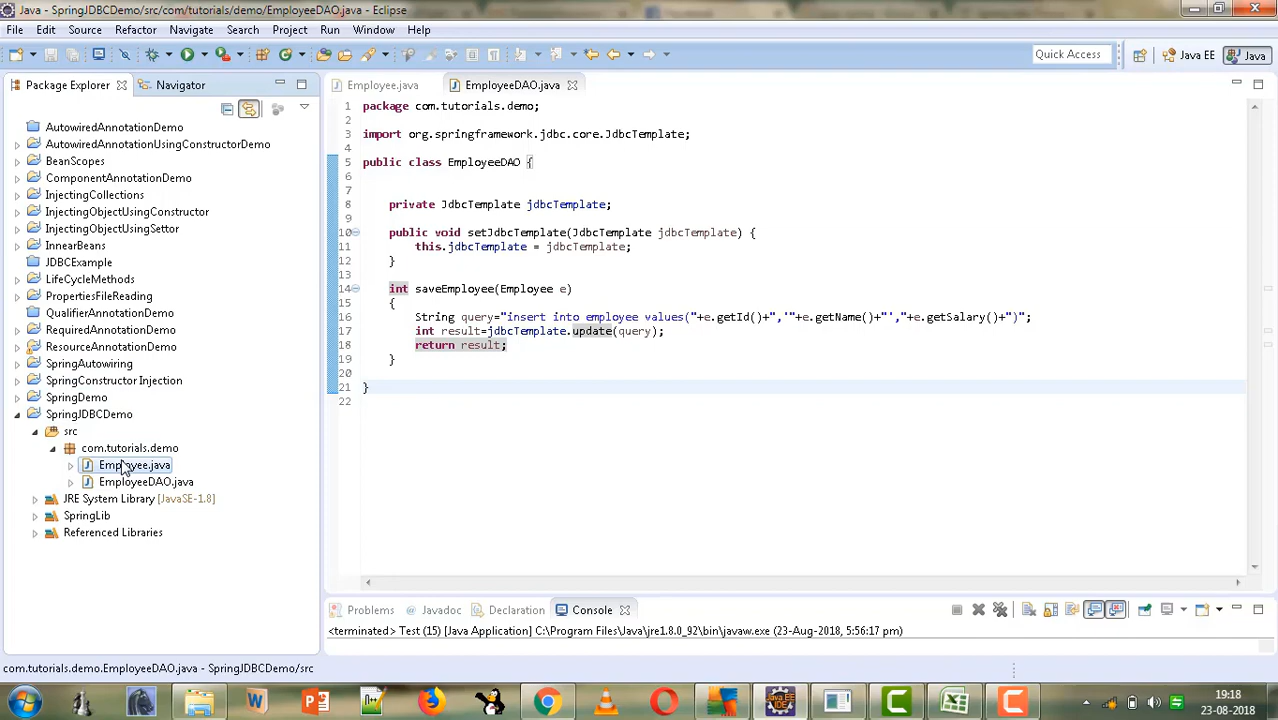 Java - SpringJDBCDemo/src/com/tutorials/demo/EmployeeDAO.java - Eclipse
File Edit Source Refactor Navigate Search Project Run Window Help
Quick Access Java EE Java
Package Explorer Navigator
AutowiredAnnotationDemo
AutowiredAnnotationUsingConstructorDemo
BeanScopes
ComponentAnnotationDemo
InjectingCollections
InjectingObjectUsingConstructor
InjectingObjectUsingSettor
InnearBeans
JDBCExample
LifeCycleMethods
PropertiesFileReading
QualifierAnnotationDemo
RequiredAnnotationDemo
ResourceAnnotationDemo
SpringAutowiring
SpringConstructor Injection
SpringDemo
SpringJDBCDemo
src
com.tutorials.demo
Employee.java
EmployeeDAO.java
JRE System Library [JavaSE-1.8]
SpringLib
Referenced Libraries
Employee.java EmployeeDAO.java
1 package com.tutorials.demo;
2
3 import org.springframework.jdbc.core.JdbcTemplate;
4
5 public class EmployeeDAO {
6
7
8 private JdbcTemplate jdbcTemplate;
9
10 public void setJdbcTemplate(JdbcTemplate jdbcTemplate) {
11 this.jdbcTemplate = jdbcTemplate;
12 }
13
14 int saveEmployee(Employee e)
15 {
16 String query="insert into employee values("+e.getId()+",'"+e.getName()+"',"+e.getSalary()+")";
17 int result=jdbcTemplate.update(query);
18 return result;
19 }
20
21 }
22
Problems Javadoc Declaration Console
<terminated> Test (15) [Java Application] C:\Program Files\Java\jre1.8.0_92\bin\javaw.exe (23-Aug-2018, 5:56:17 pm)
com.tutorials.demo.EmployeeDAO.java - SpringJDBCDemo/src
19:18
23-08-2018